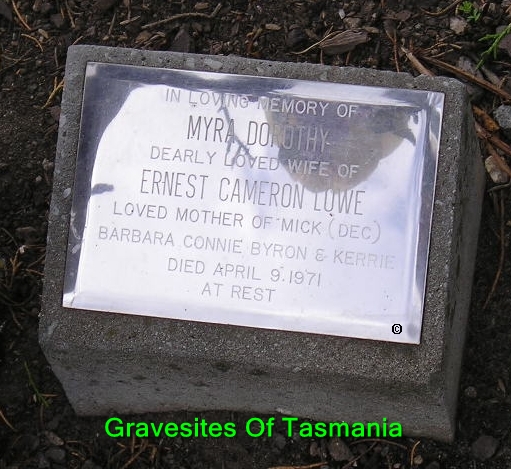 IN LOVING MEMORY OF
MYRA DOROTHY
DEARLY LOVED WIFE OF
ERNEST CAMERON LOWE
LOVED MOTHER OF MICK (DEC)
BARBARA CONNIE BYRON & KERRIE
DIED APRIL 9.1971
AT REST
©
Gravesites Of Tasmania